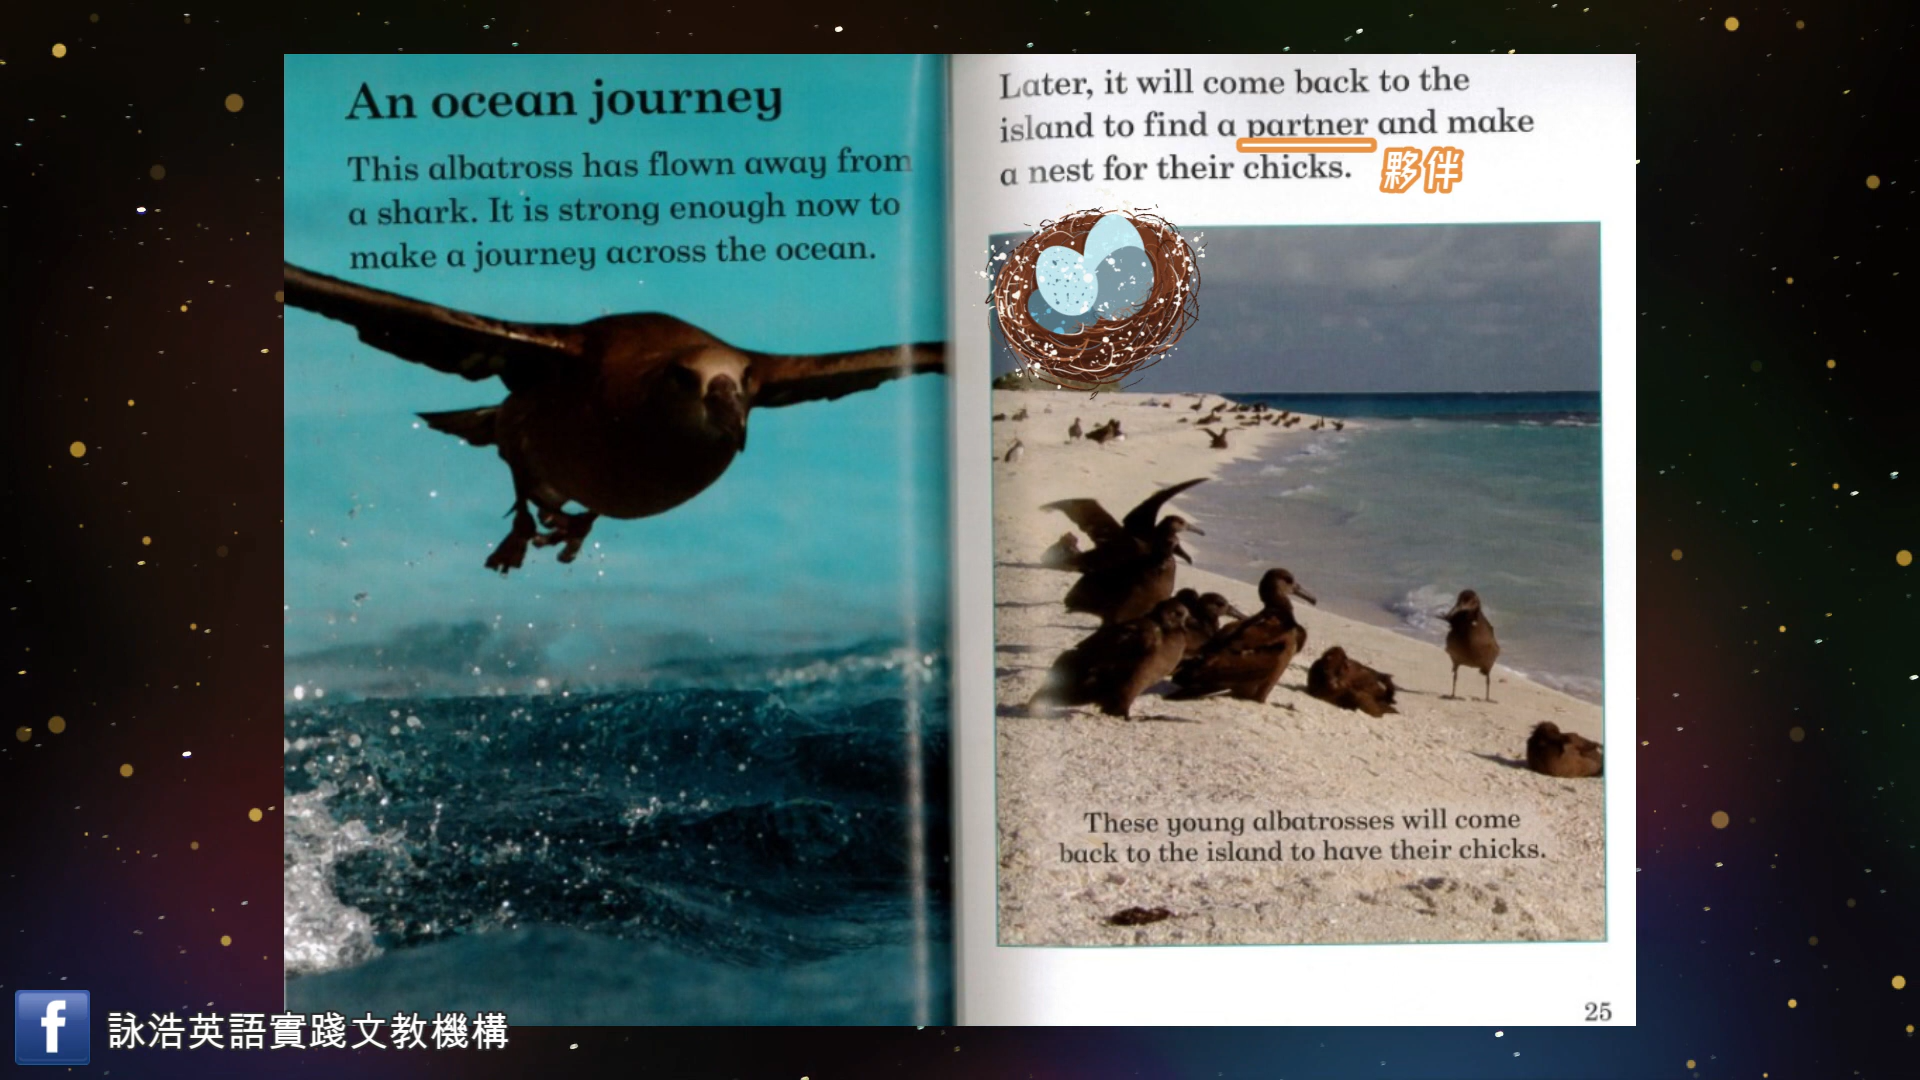 An ocean journey
This albatross has flown away from
a shark. It is strong enough now to
make a journey across the ocean.
Later, it will come back to the
island to find a partner and make
a nest for their chicks.
夥伴
These young albatrosses will come
back to the island to have their chicks.
25
f
詠浩英語實踐文教機構